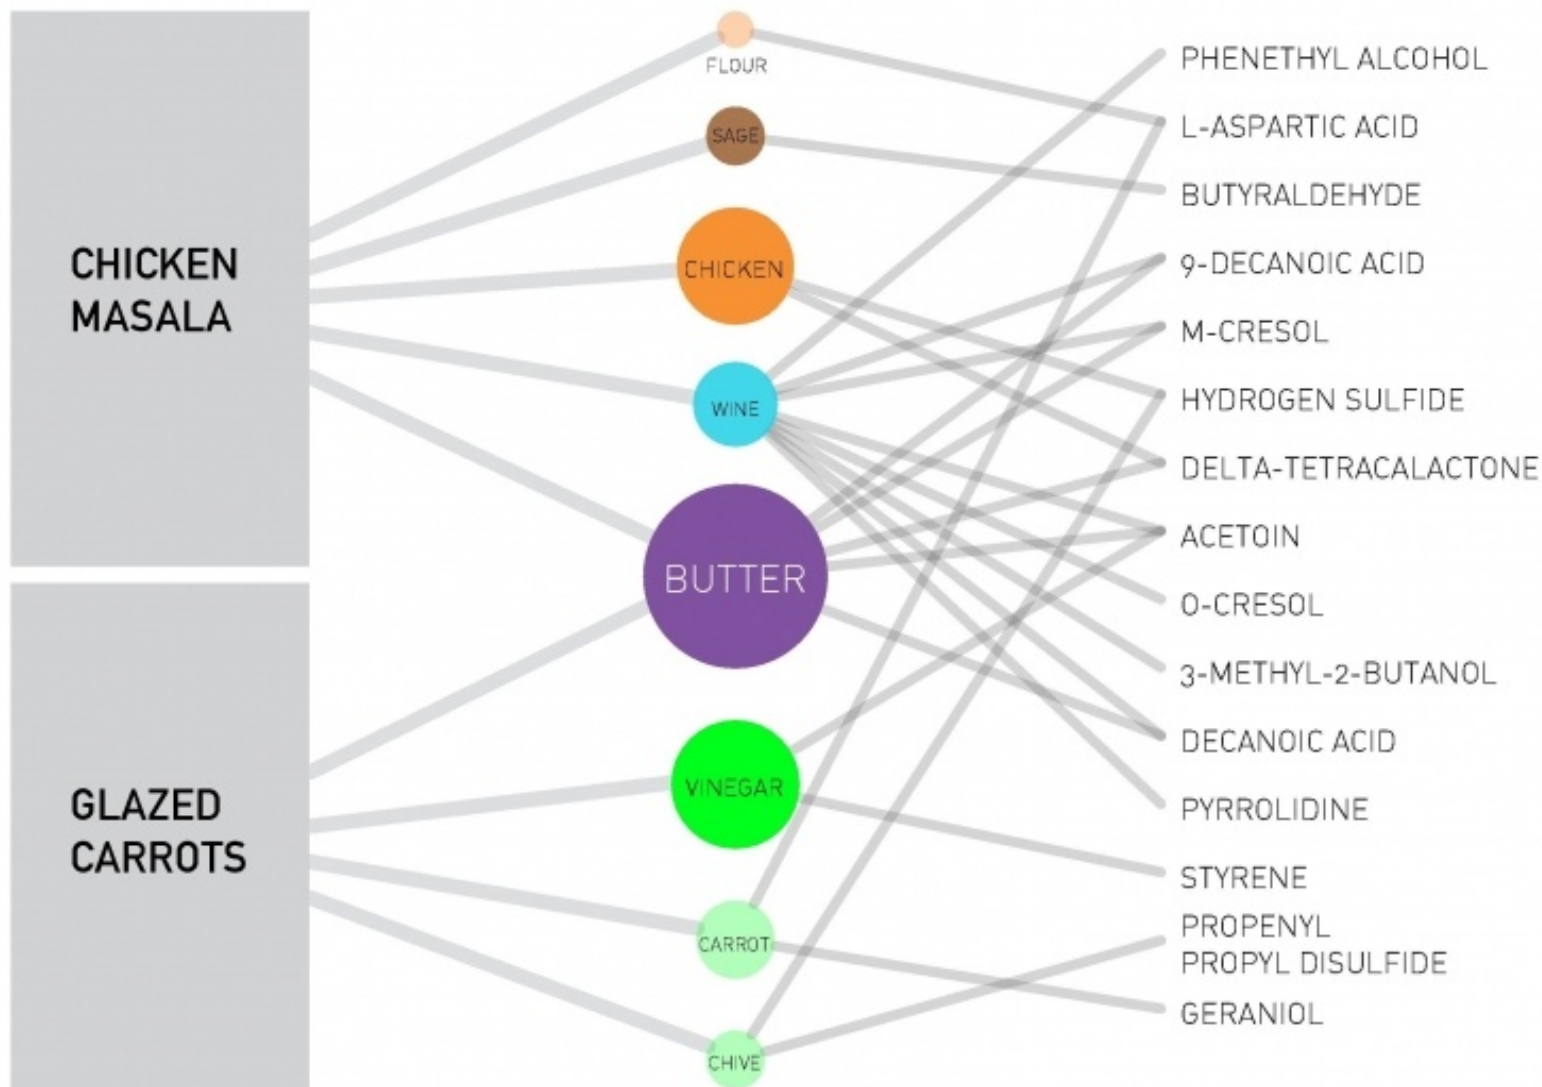 CHICKEN
MASALA
GLAZED
CARROTS
FLOUR
SAGE
CHICKEN
WINE
BUTTER
VINEGAR
CARROT
CHIVE
PHENETHYL ALCOHOL
L-ASPARTIC ACID
BUTYRALDEHYDE
9-DECANOIC ACID
M-CRESOL
HYDROGEN SULFIDE
DELTA-TETRACALACTONE
ACETOIN
O-CRESOL
3-METHYL-2-BUTANOL
DECANOIC ACID
PYRROLIDINE
STYRENE
PROPENYL
PROPYL DISULFIDE
GERANIOL